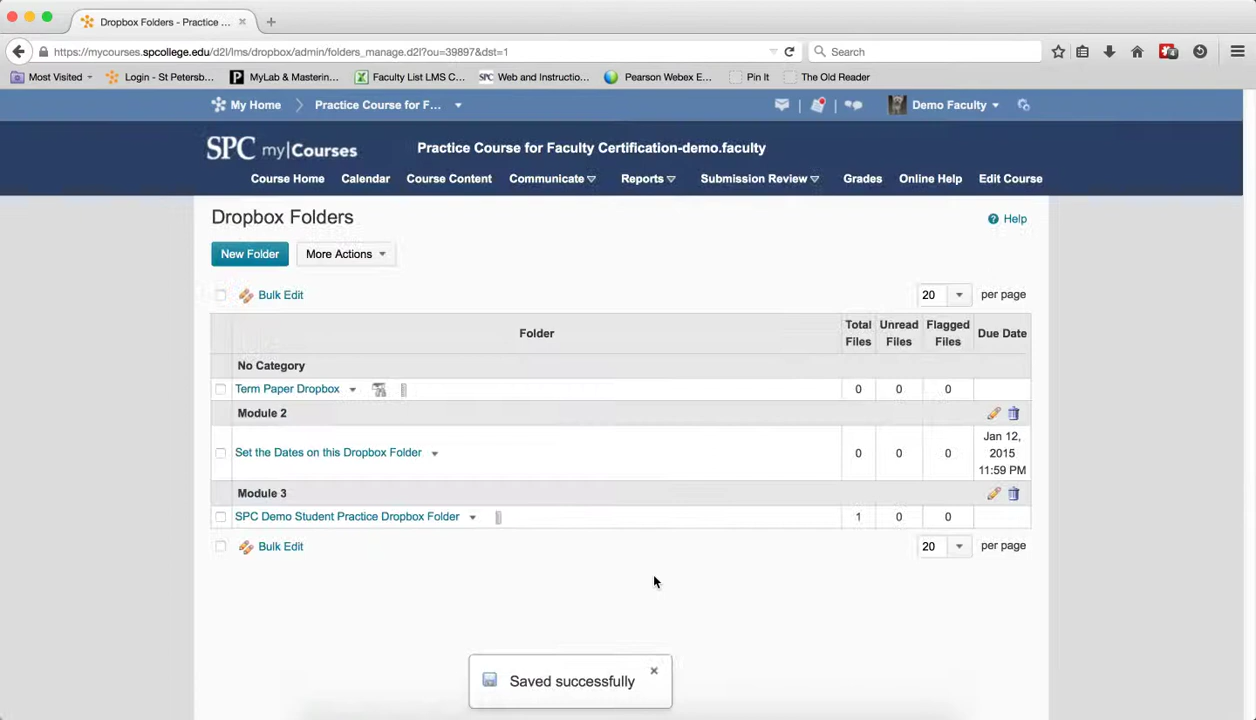 Dropbox Folders - Practice ...
https://mycourses.spcollege.edu/d2l/lms/dropbox/admin/folders_manage.d2l?ou=39897&dst=1
Search
Most Visited
Login - St Petersb...
MyLab & Masterin...
Faculty List LMS C...
SPC Web and Instructio...
Pearson Webex E...
Pin It
The Old Reader
My Home
Practice Course for F...
Demo Faculty
SPC my|Courses
Practice Course for Faculty Certification-demo.faculty
Course Home Calendar Course Content Communicate Reports Submission Review Grades Online Help Edit Course
Dropbox Folders
Help
New Folder More Actions
Bulk Edit 20 per page
Folder Total Files Unread Files Flagged Files Due Date
No Category
Term Paper Dropbox 0 0 0
Module 2
Set the Dates on this Dropbox Folder 0 0 0 Jan 12, 2015 11:59 PM
Module 3
SPC Demo Student Practice Dropbox Folder 1 0 0
Bulk Edit 20 per page
Saved successfully